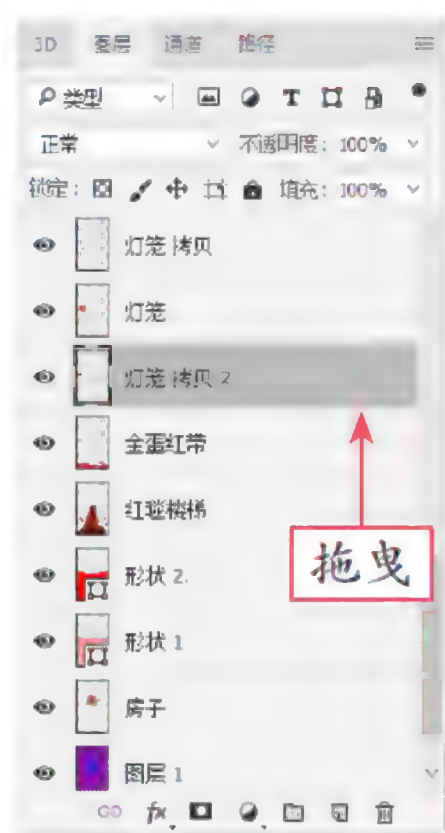 3D 图层 通道 路径
类型
正常 不透明度: 100%
锁定: 填充: 100%
灯笼 拷贝
灯笼
灯笼 拷贝 2
金蛋红带
红毯楼梯
形状 2
形状 1
房子
图层 1
拖曳
fx